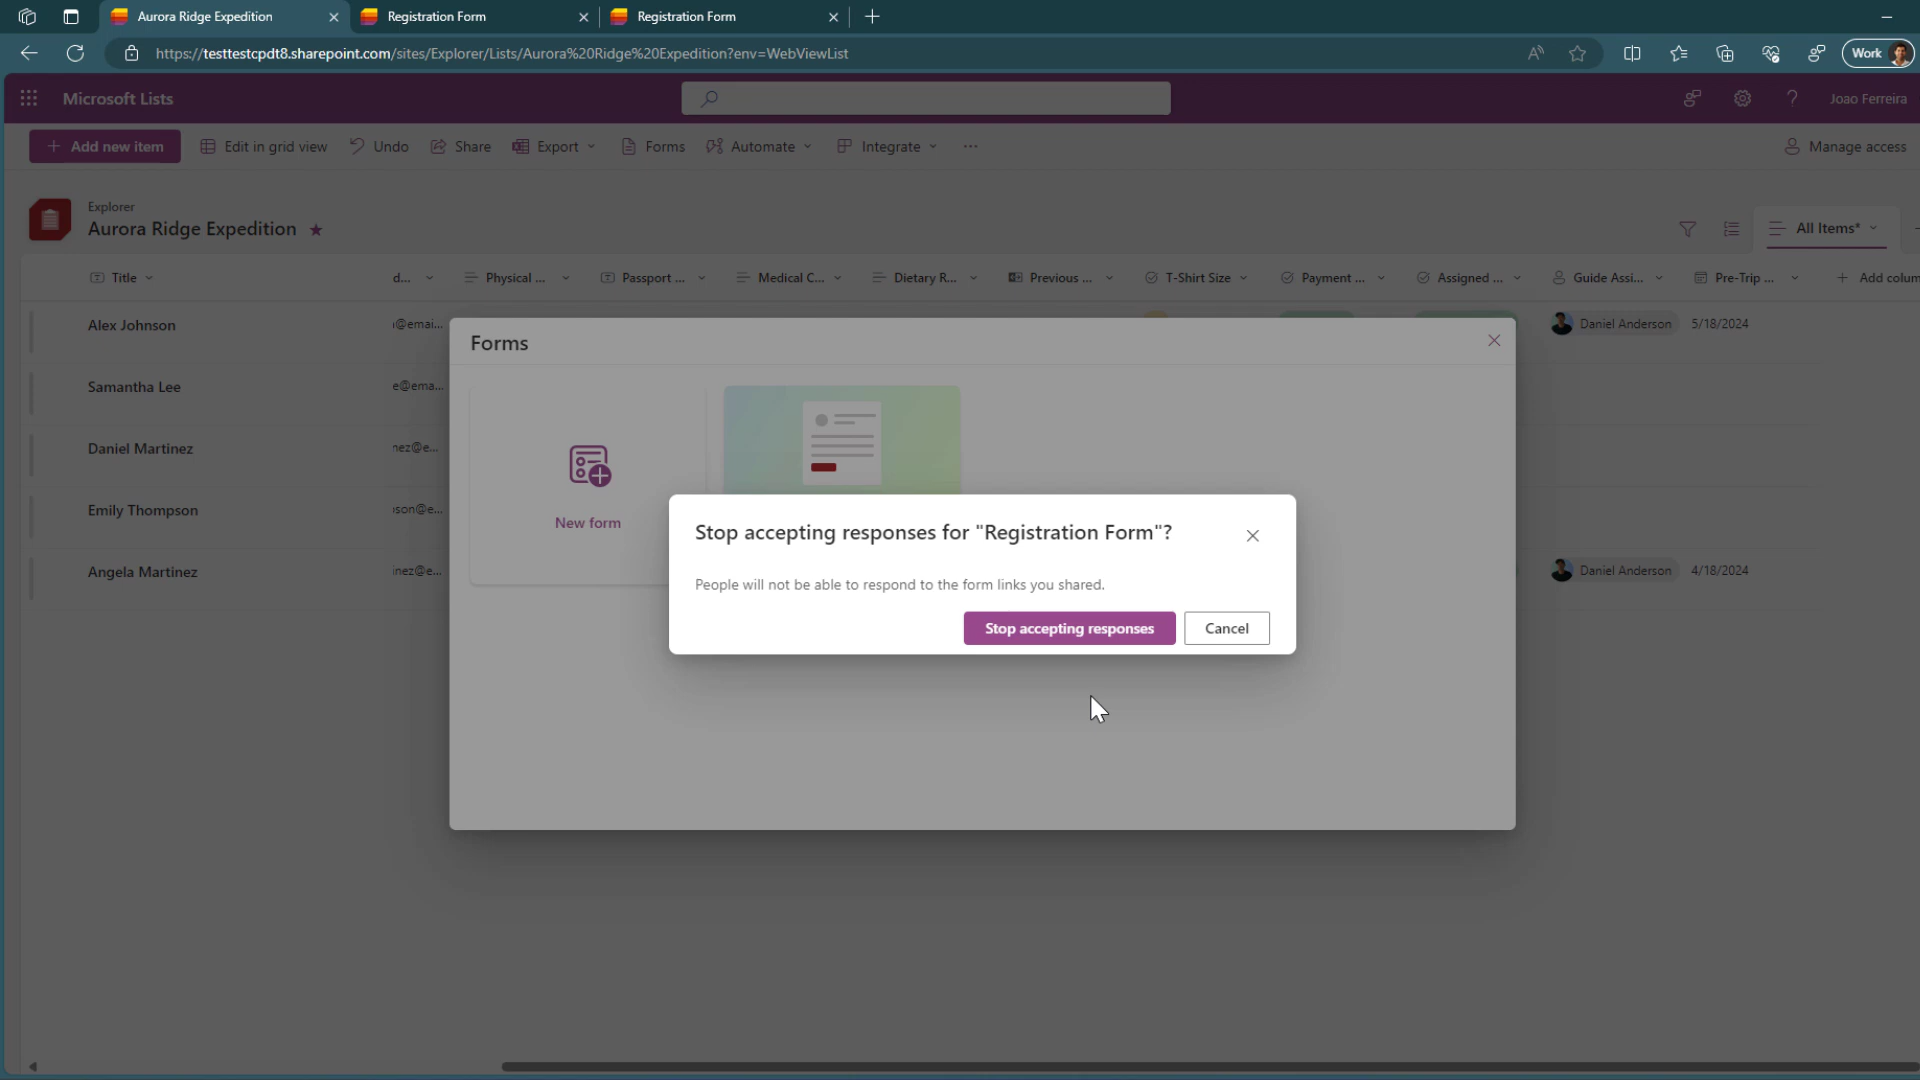 Aurora Ridge Expedition
Registration Form
Registration Form
https://testtestcpdt8.sharepoint.com/sites/Explorer/Lists/Aurora%20Ridge%20Expedition?env=WebViewList
Work
Microsoft Lists
Joao Ferreira
Add new item
Edit in grid view
Undo
Share
Export
Forms
Automate
Integrate
Manage access
Explorer
Aurora Ridge Expedition
All Items*
Title
d...
Physical ...
Passport ...
Medical C...
Dietary R...
Previous ...
T-Shirt Size
Payment ...
Assigned ...
Guide Assi...
Pre-Trip ...
Add colum
Alex Johnson
@emai...
Daniel Anderson
5/18/2024
Samantha Lee
e@ema...
Daniel Martinez
nez@e...
Emily Thompson
son@e...
Angela Martinez
inez@e...
Daniel Anderson
4/18/2024
Forms
New form
Stop accepting responses for "Registration Form"?
People will not be able to respond to the form links you shared.
Stop accepting responses
Cancel